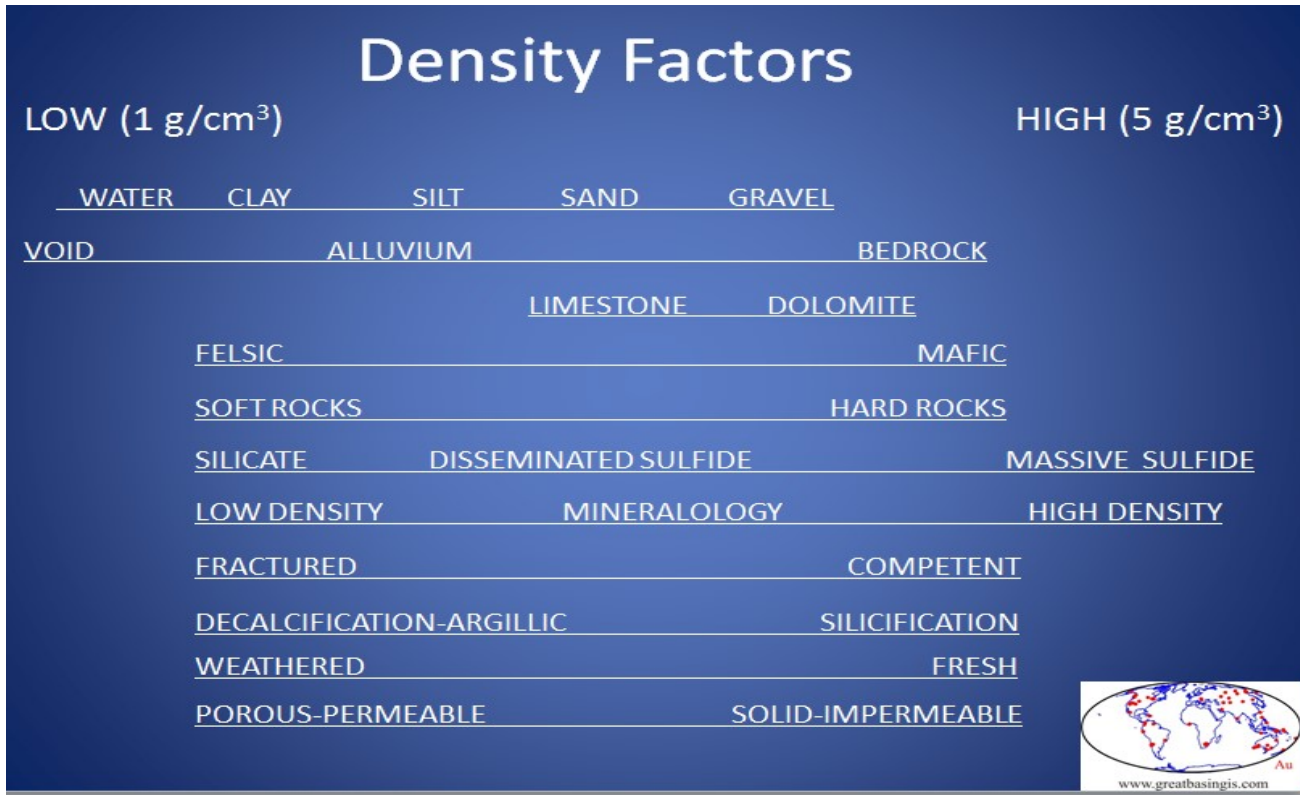 Density Factors
LOW (1 g/cm³) HIGH (5 g/cm³)
WATER CLAY SILT SAND GRAVEL
VOID ALLUVIUM BEDROCK
LIMESTONE DOLOMITE
FELSIC MAFIC
SOFT ROCKS HARD ROCKS
SILICATE DISSEMINATED SULFIDE MASSIVE SULFIDE
LOW DENSITY MINERALOLOGY HIGH DENSITY
FRACTURED COMPETENT
DECALCIFICATION-ARGILLIC SILICIFICATION
WEATHERED FRESH
POROUS-PERMEABLE SOLID-IMPERMEABLE
Au
www.greatbasingis.com